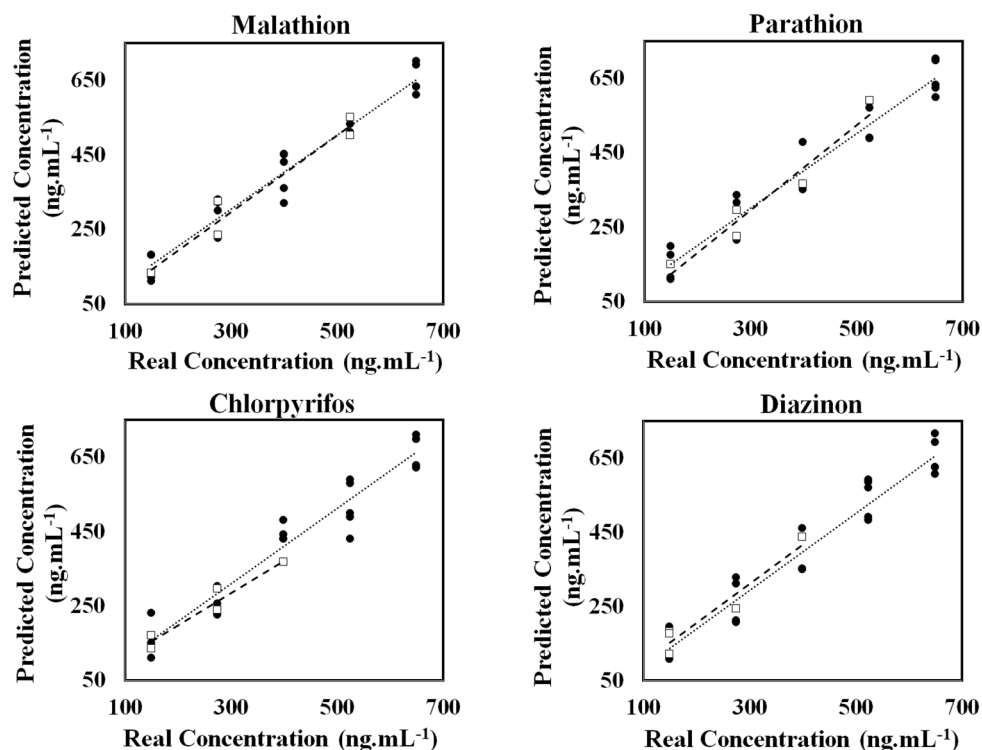 Malathion
Predicted Concentration
(ng.mL-1)
650
450
250
50
100 300 500 700
Real Concentration (ng.mL-1)
Parathion
Predicted Concentration
(ng.mL-1)
650
450
250
50
100 300 500 700
Real Concentration (ng.mL-1)
Chlorpyrifos
Predicted Concentration
(ng.mL-1)
650
450
250
50
100 300 500 700
Real Concentration (ng.mL-1)
Diazinon
Predicted Concentration
(ng.mL-1)
650
450
250
50
100 300 500 700
Real Concentration (ng.mL-1)